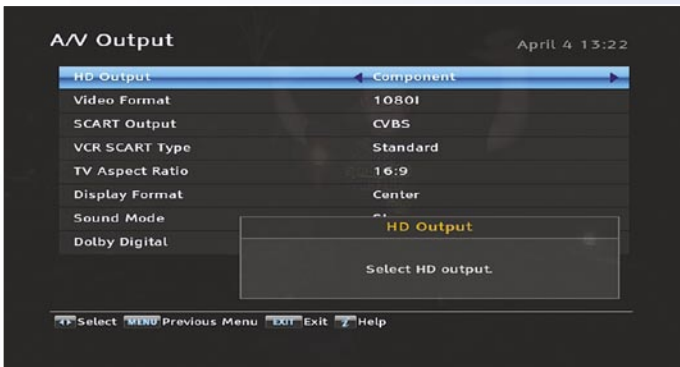 A/V Output
April 4 13:22
HD Output Component
Video Format 1080I
SCART Output CVBS
VCR SCART Type Standard
TV Aspect Ratio 16:9
Display Format Center
Sound Mode
Dolby Digital
HD Output
Select HD output.
Select MENU Previous Menu EXIT Exit i Help